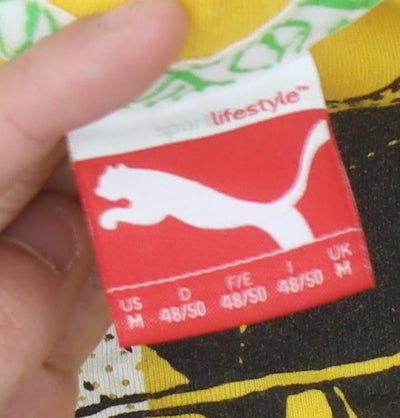 sportlifestyle™
US D F/E I UK
M 48/50 48/50 48/50 M